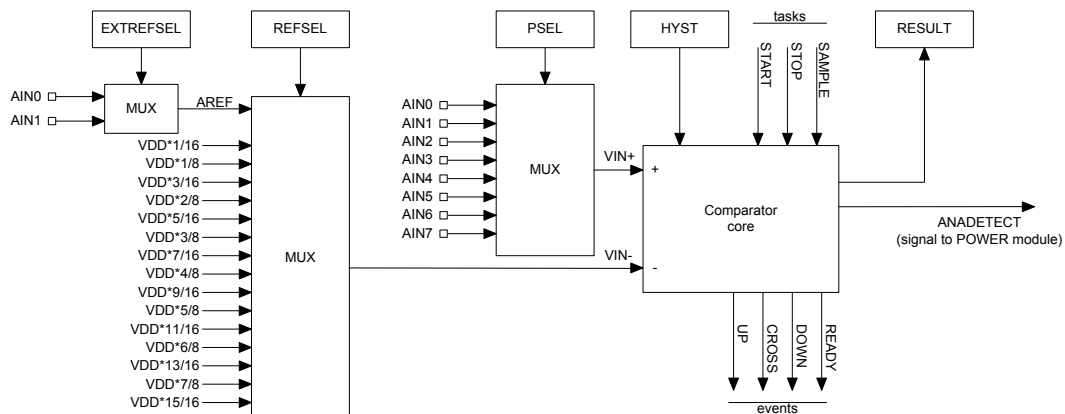 EXTREFSEL
REFSEL
PSEL
HYST
tasks
START
STOP
SAMPLE
RESULT
AIN0
AIN1
MUX
AREF
VDD*1/16
VDD*1/8
VDD*3/16
VDD*2/8
VDD*5/16
VDD*3/8
VDD*7/16
VDD*4/8
VDD*9/16
VDD*5/8
VDD*11/16
VDD*6/8
VDD*13/16
VDD*7/8
VDD*15/16
MUX
AIN0
AIN1
AIN2
AIN3
AIN4
AIN5
AIN6
AIN7
MUX
VIN+
VIN-
+
-
Comparator
core
ANADETECT
(signal to POWER module)
UP
CROSS
DOWN
READY
events